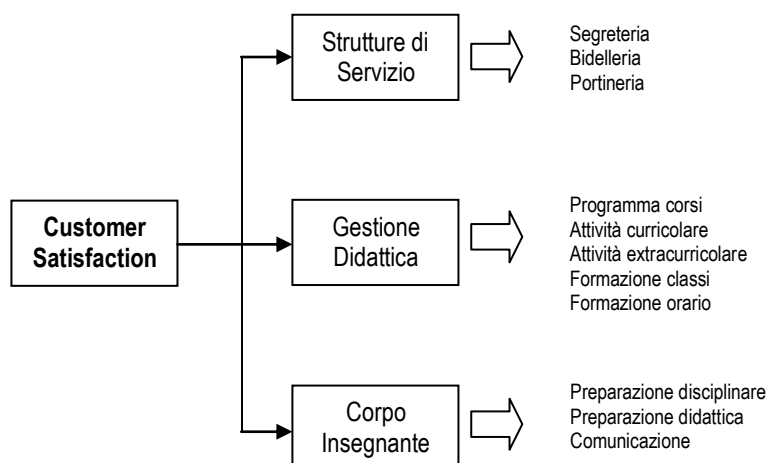 Strutture di
Servizio
Segreteria
Bidelleria
Portineria
Customer
Satisfaction
Gestione
Didattica
Programma corsi
Attività curricolare
Attività extracurricolare
Formazione classi
Formazione orario
Corpo
Insegnante
Preparazione disciplinare
Preparazione didattica
Comunicazione